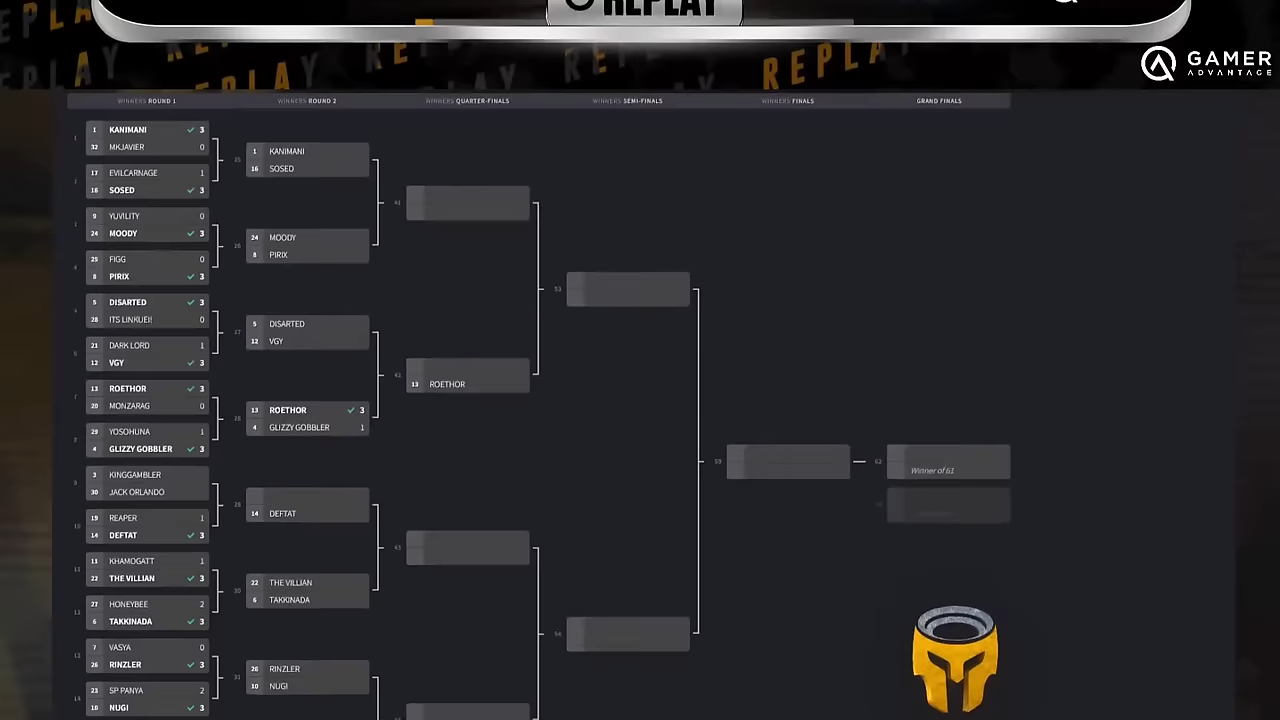 REPLAY
GAMER
ADVANTAGE
REPLAY
WINNERS ROUND 1
WINNERS ROUND 2
WINNERS QUARTER-FINALS
WINNERS SEMI-FINALS
WINNERS FINALS
GRAND FINALS
1 KANIMANI 3
32 MKJAVIER 0
17 EVILCARNAGE 1
16 SOSED 3
9 YUVILITY 0
24 MOODY 3
25 FIGG 0
8 PIRIX 3
5 DISARTED 3
28 ITS LINKUEI! 0
21 DARK LORD 1
12 VGY 3
13 ROETHOR 3
20 MONZARAG 0
29 YOSOHUNA 1
4 GLIZZY GOBBLER 3
3 KINGGAMBLER
30 JACK ORLANDO
19 REAPER 1
14 DEFTAT 3
11 KHAMOGATT 1
22 THE VILLIAN 3
27 HONEYBEE 2
6 TAKKINADA 3
7 VASYA 0
26 RINZLER 3
23 SP PANYA 2
10 NUGI 3
1 KANIMANI
16 SOSED
24 MOODY
8 PIRIX
5 DISARTED
12 VGY
13 ROETHOR 3
4 GLIZZY GOBBLER 1
14 DEFTAT
22 THE VILLIAN
6 TAKKINADA
26 RINZLER
10 NUGI
13 ROETHOR
Winner of 61